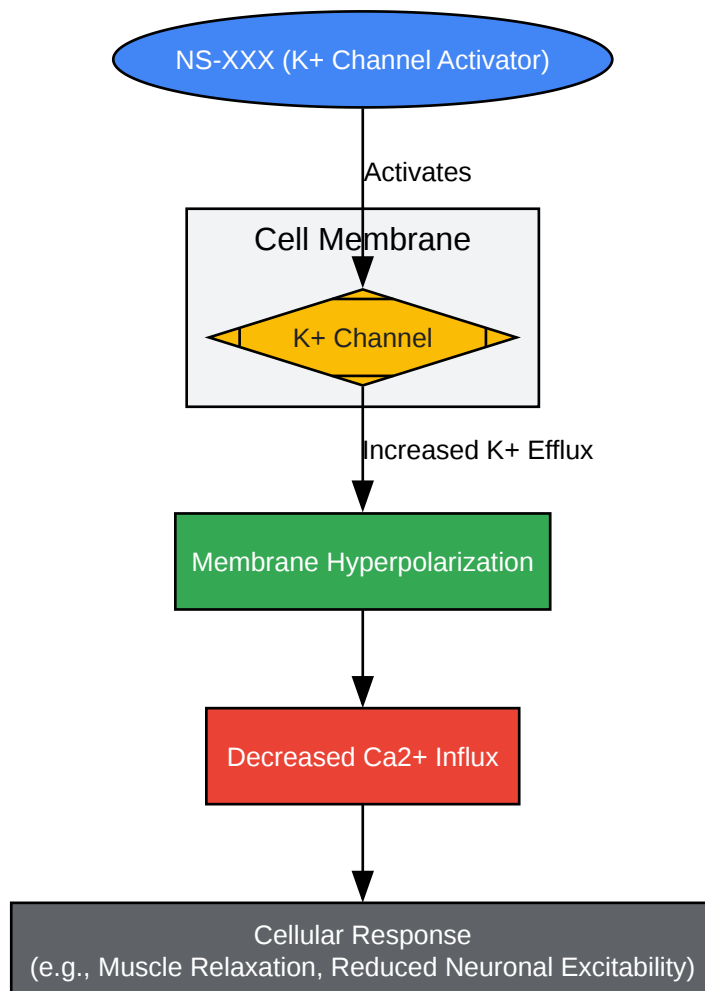 NS-XXX (K+ Channel Activator)
Activates
Cell Membrane
K+ Channel
Increased K+ Efflux
Membrane Hyperpolarization
Decreased Ca2+ Influx
Cellular Response
(e.g., Muscle Relaxation, Reduced Neuronal Excitability)